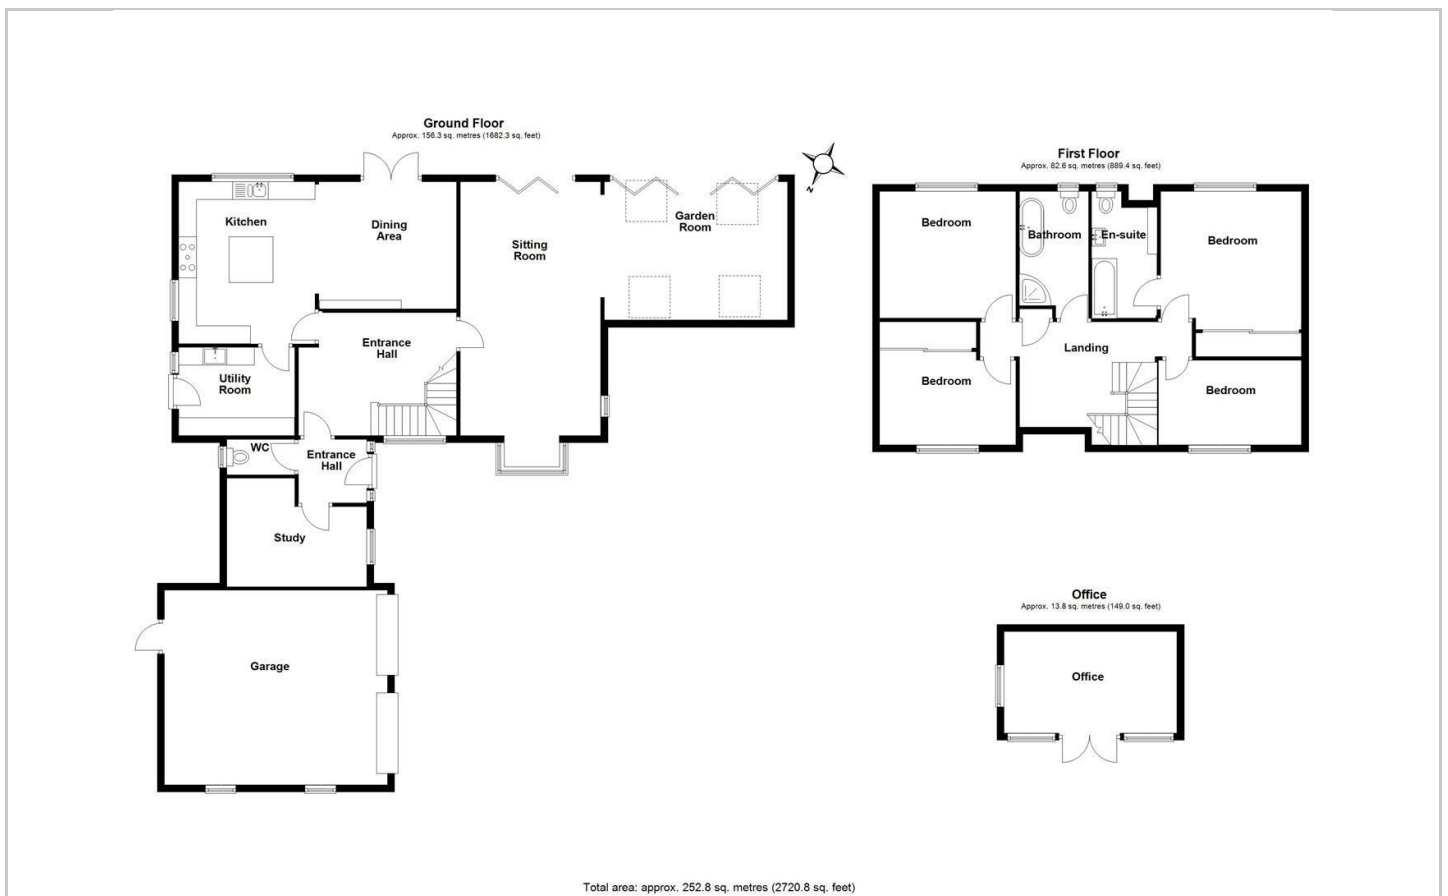 Ground Floor
Approx. 156.3 sq. metres (1682.3 sq. feet)
Kitchen
Dining
Area
Sitting
Room
Garden
Room
Entrance
Hall
Utility
Room
WC
Entrance
Hall
Study
Garage
N
First Floor
Approx. 82.6 sq. metres (889.4 sq. feet)
Bedroom
Bathroom
En-suite
Bedroom
Landing
Bedroom
Bedroom
Office
Approx. 13.8 sq. metres (149.0 sq. feet)
Office
Total area: approx. 252.8 sq. metres (2720.8 sq. feet)